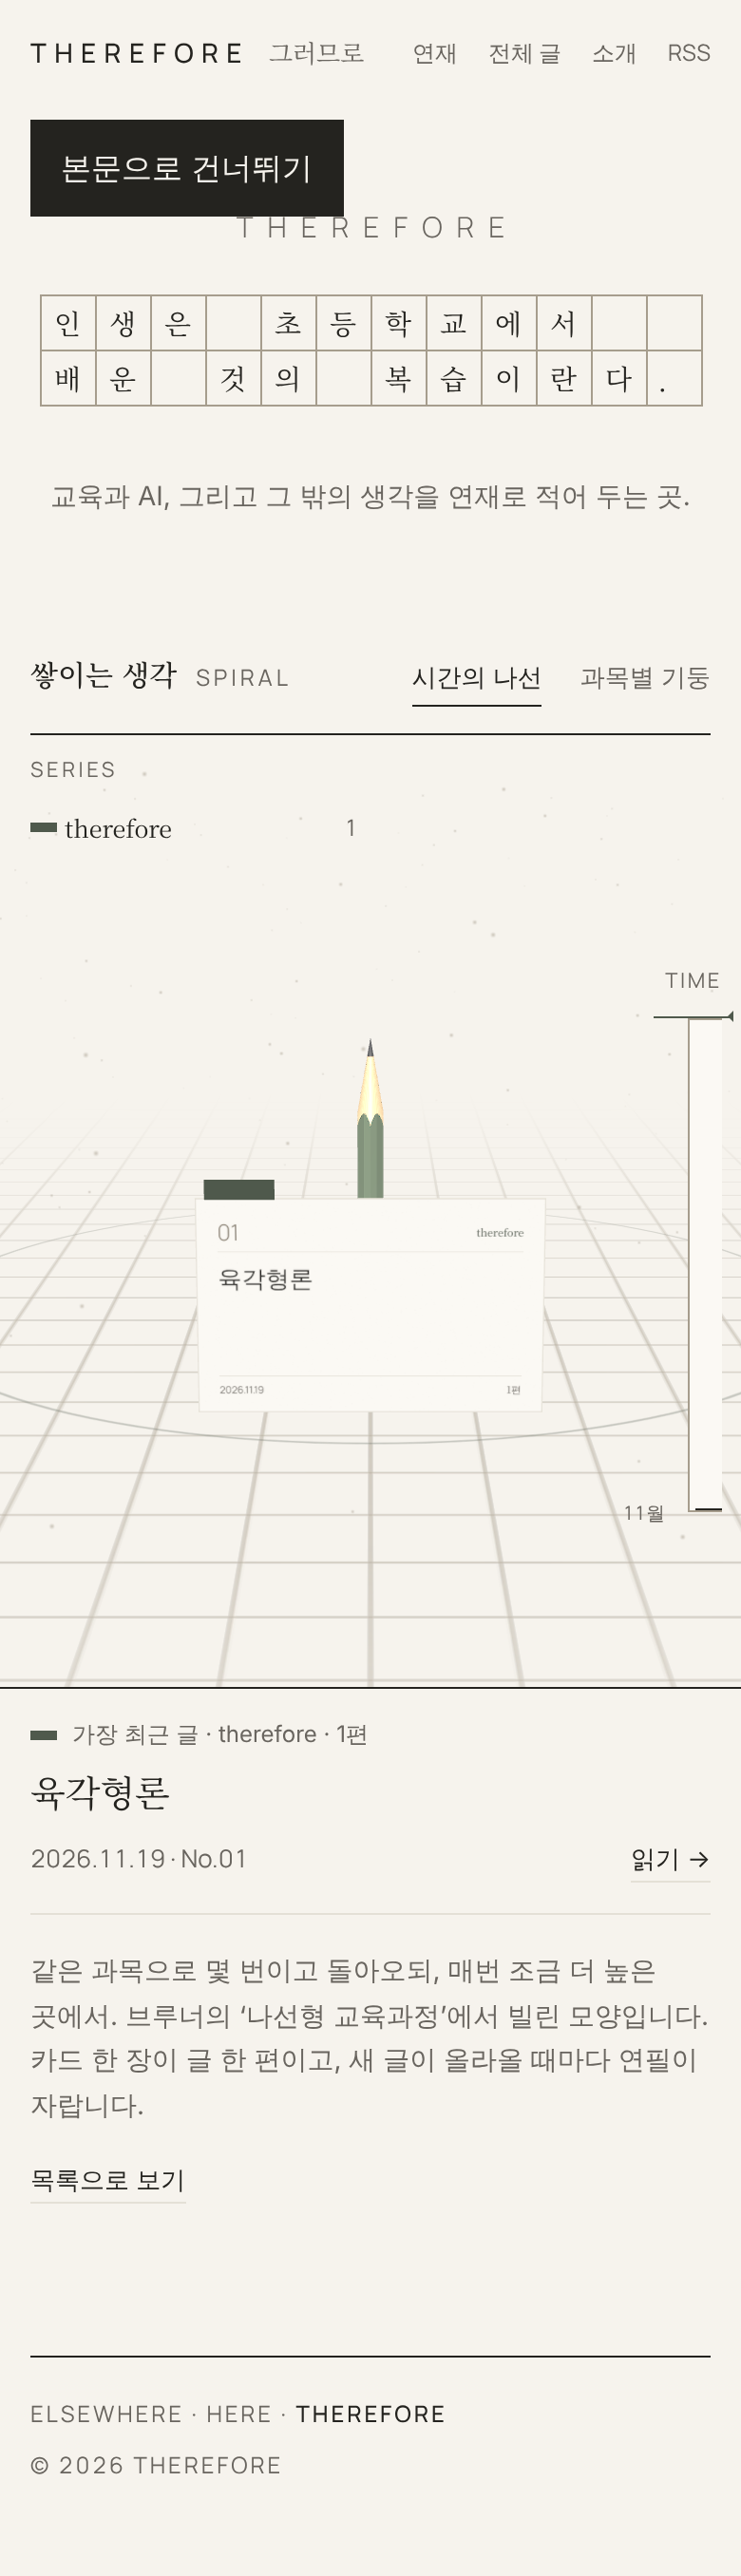 THEREFORE 그러므로 연재 전체 글 소개 RSS
본문으로 건너뛰기
THEREFORE
인생은 초등학교에서
배운 것의 복습이란다.
교육과 AI, 그리고 그 밖의 생각을 연재로 적어 두는 곳.
쌓이는 생각 SPIRAL 시간의 나선 과목별 기둥
SERIES
therefore 1
TIME
01 therefore
육각형론
2026.11.19 1편
11월
가장 최근 글 · therefore · 1편
육각형론
2026.11.19 · No.01 읽기 →
같은 과목으로 몇 번이고 돌아오되, 매번 조금 더 높은
곳에서. 브루너의 ‘나선형 교육과정’에서 빌린 모양입니다.
카드 한 장이 글 한 편이고, 새 글이 올라올 때마다 연필이
자랍니다.
목록으로 보기
ELSEWHERE · HERE · THEREFORE
© 2026 THEREFORE